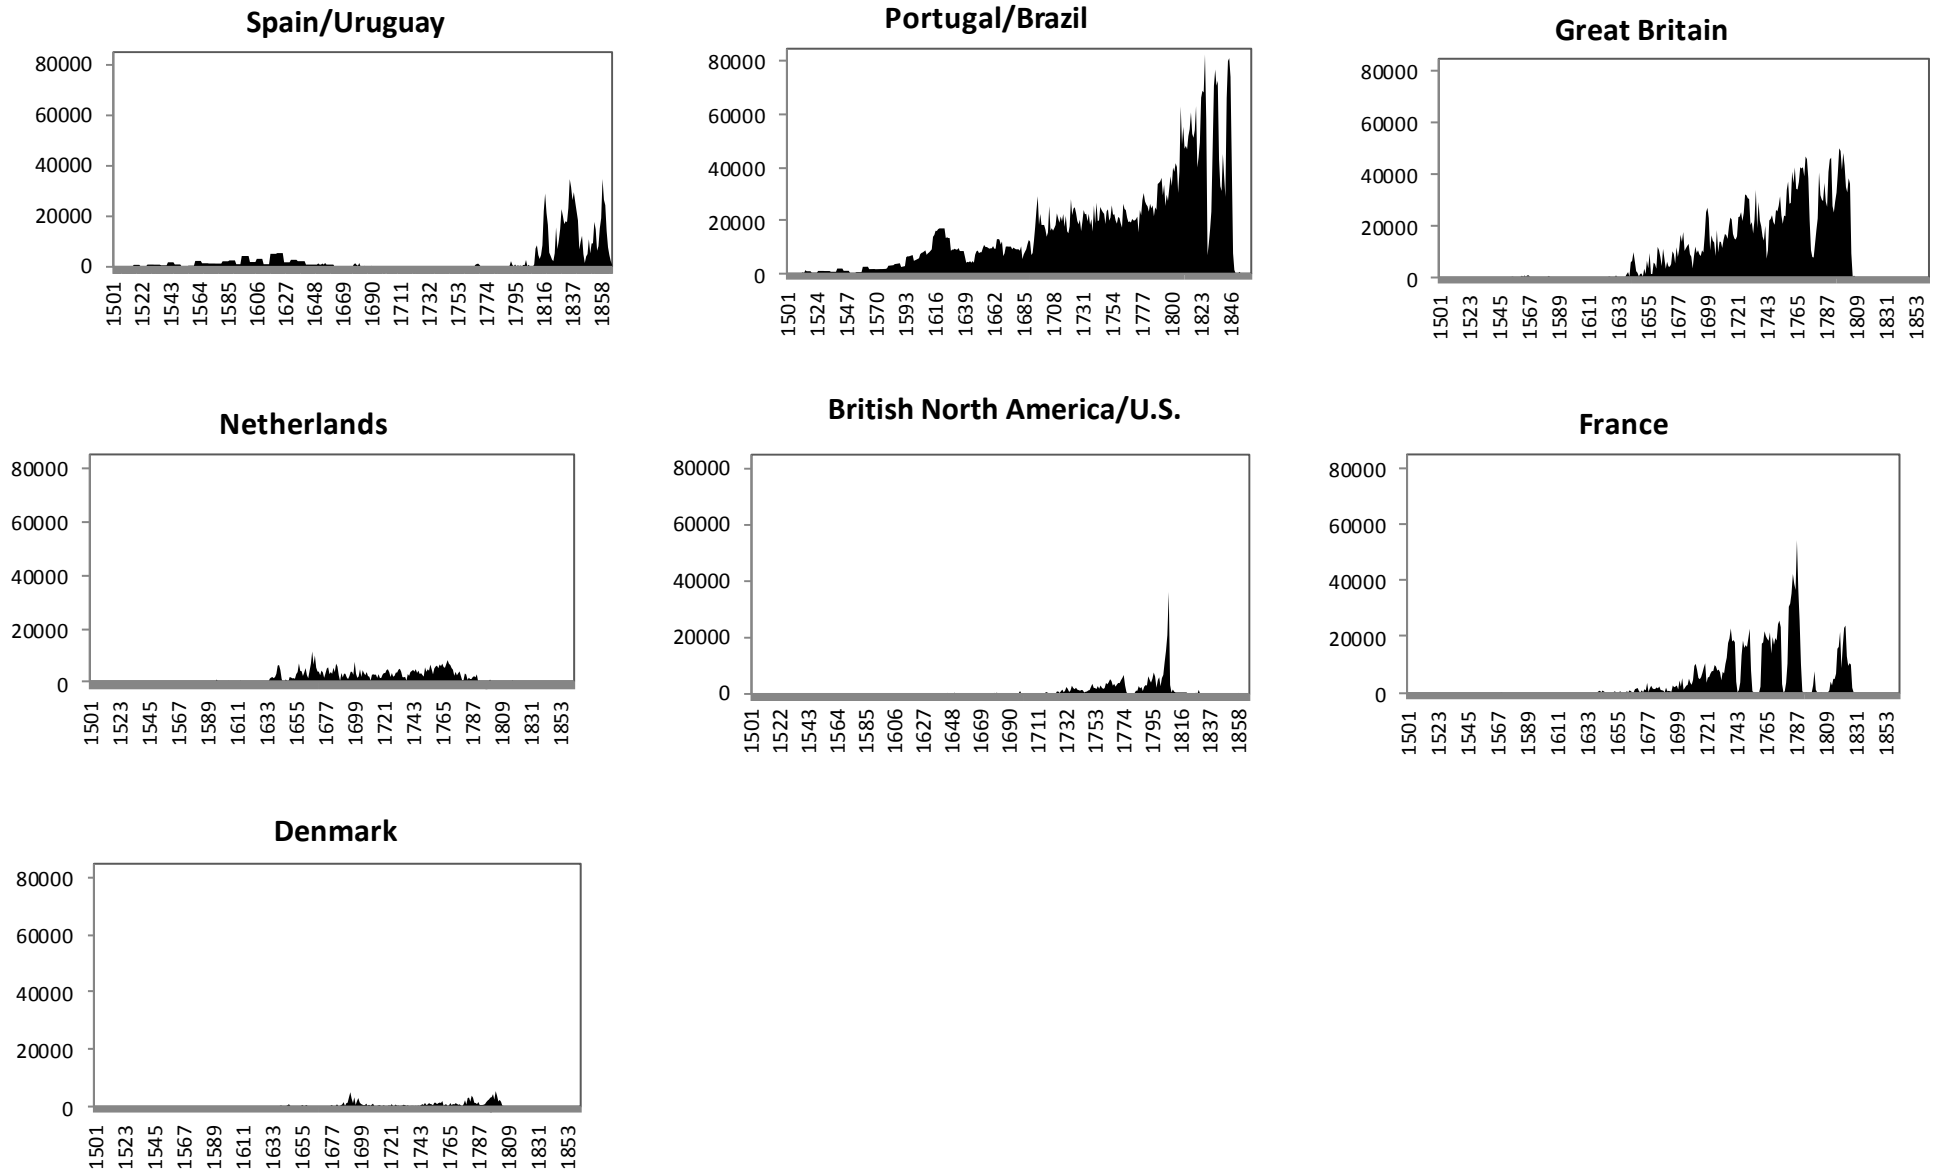 Spain/Uruguay
80000
60000
40000
20000
0
1501 1522 1543 1564 1585 1606 1627 1648 1669 1690 1711 1732 1753 1774 1795 1816 1837 1858
Portugal/Brazil
80000
60000
40000
20000
0
1501 1524 1547 1570 1593 1616 1639 1662 1685 1708 1731 1754 1777 1800 1823 1846
Great Britain
80000
60000
40000
20000
0
1501 1523 1545 1567 1589 1611 1633 1655 1677 1699 1721 1743 1765 1787 1809 1831 1853
Netherlands
80000
60000
40000
20000
0
1501 1523 1545 1567 1589 1611 1633 1655 1677 1699 1721 1743 1765 1787 1809 1831 1853
British North America/U.S.
80000
60000
40000
20000
0
1501 1522 1543 1564 1585 1606 1627 1648 1669 1690 1711 1732 1753 1774 1795 1816 1837 1858
France
80000
60000
40000
20000
0
1501 1523 1545 1567 1589 1611 1633 1655 1677 1699 1721 1743 1765 1787 1809 1831 1853
Denmark
80000
60000
40000
20000
0
1501 1523 1545 1567 1589 1611 1633 1655 1677 1699 1721 1743 1765 1787 1809 1831 1853